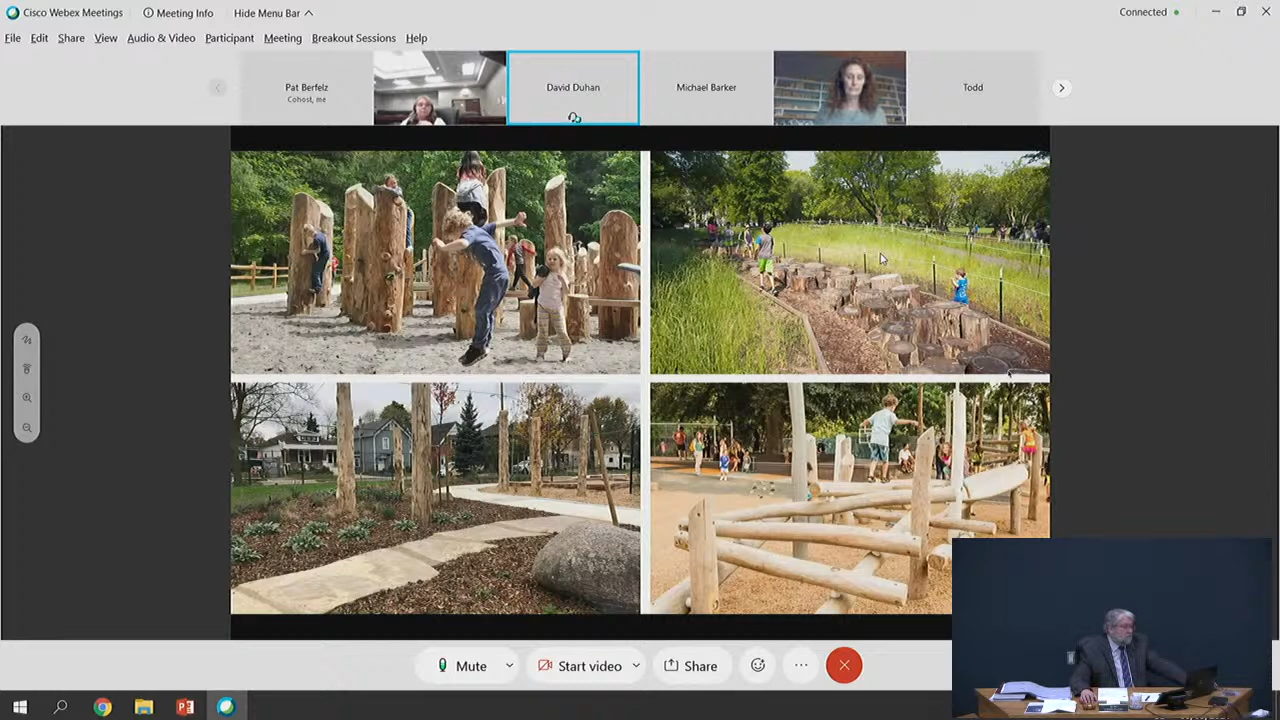 Cisco Webex Meetings Meeting Info Hide Menu Bar Connected
File Edit Share View Audio & Video Participant Meeting Breakout Sessions Help
Pat Berfelz David Duhan Michael Barker Todd
Cohost, me
Mute Start video Share